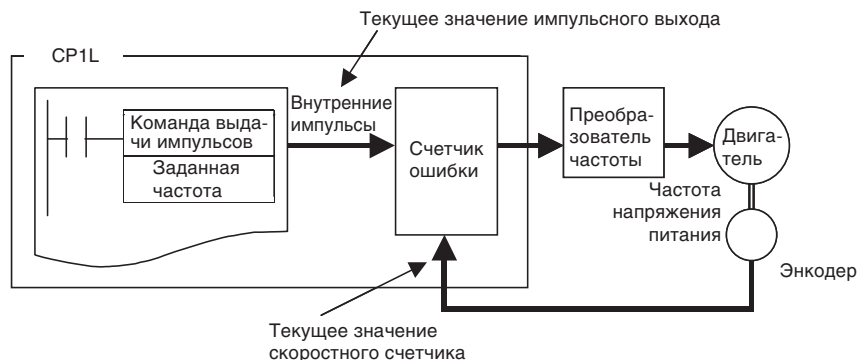 Текущее значение импульсного выхода
CP1L
Внутренние
импульсы
Команда выда-
чи импульсов
Заданная
частота
Счетчик
ошибки
Преобра-
зователь
частоты
Двига-
тель
Частота
напряжения
питания
Энкодер
Текущее значение
скоростного счетчика